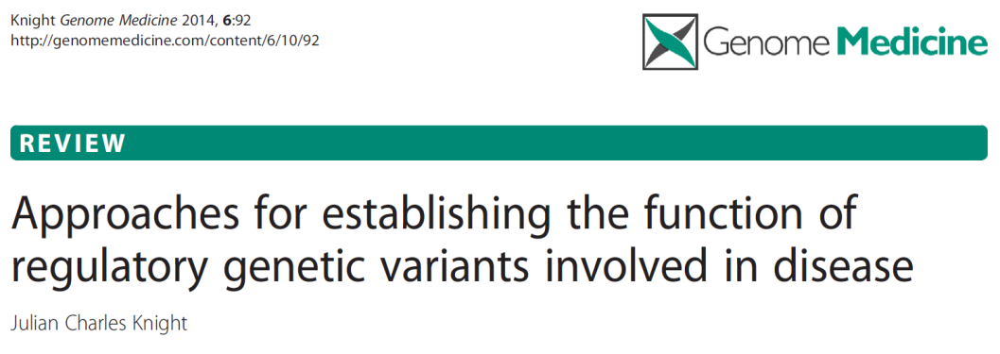 Knight Genome Medicine 2014, 6:92
http://genomemedicine.com/content/6/10/92
Genome Medicine
REVIEW
Approaches for establishing the function of
regulatory genetic variants involved in disease
Julian Charles Knight